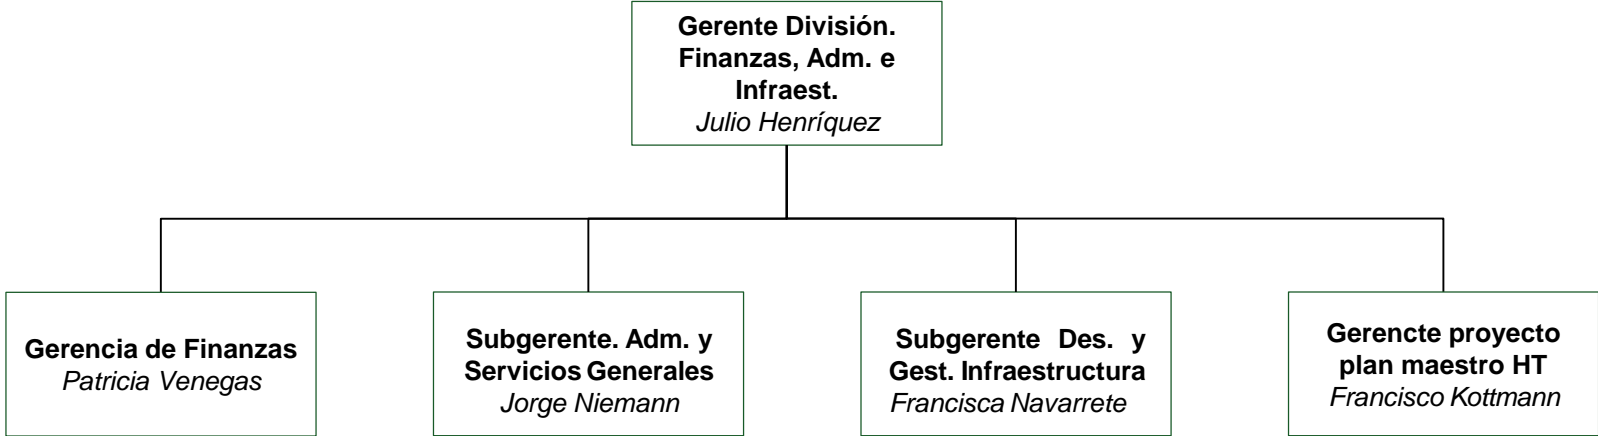 Gerente División.
Finanzas, Adm. e
Infraest.
Julio Henríquez
Gerencia de Finanzas
Patricia Venegas
Subgerente. Adm. y
Servicios Generales
Jorge Niemann
Subgerente Des. y
Gest. Infraestructura
Francisca Navarrete
Gerencte proyecto
plan maestro HT
Francisco Kottmann